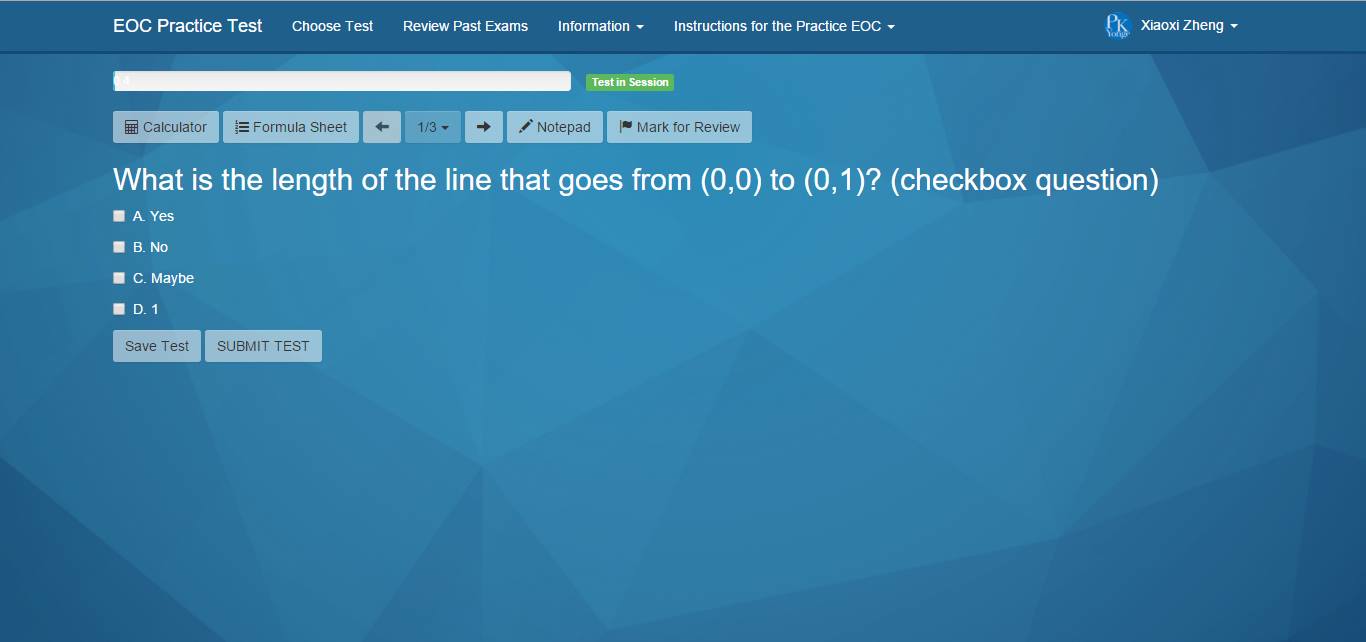 EOC Practice Test Choose Test Review Past Exams Information Instructions for the Practice EOC PK Yonge Xiaoxi Zheng
Test in Session
Calculator Formula Sheet 1/3 Notepad Mark for Review
What is the length of the line that goes from (0,0) to (0,1)? (checkbox question)
A. Yes
B. No
C. Maybe
D. 1
Save Test SUBMIT TEST